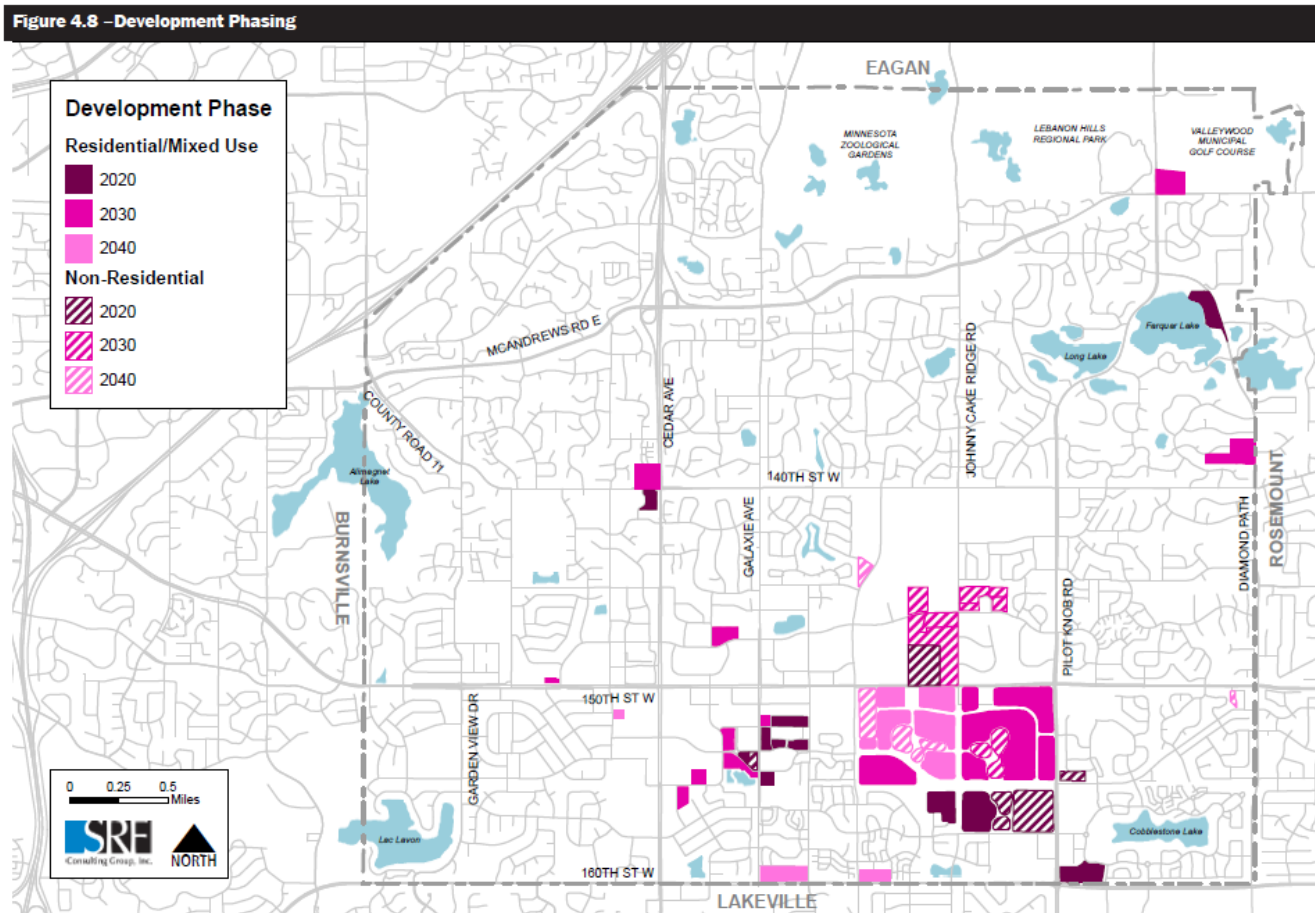 Figure 4.8 –Development Phasing
Development Phase
Residential/Mixed Use
2020
2030
2040
Non-Residential
2020
2030
2040
EAGAN
MINNESOTA
ZOOLOGICAL
GARDENS
LEBANON HILLS
REGIONAL PARK
VALLEYWOOD
MUNICIPAL
GOLF COURSE
MCANDREWS RD E
Farquar Lake
Long Lake
COUNTY ROAD 11
CEDAR AVE
JOHNNY CAKE RIDGE RD
Alimagnet
Lake
140TH ST W
BURNSVILLE
GALAXIE AVE
DIAMOND PATH
ROSEMOUNT
PILOT KNOB RD
150TH ST W
GARDEN VIEW DR
0 0.25 0.5
Miles
SRF
Consulting Group, Inc.
NORTH
Lac Lavon
Cobblestone Lake
160TH ST W
LAKEVILLE